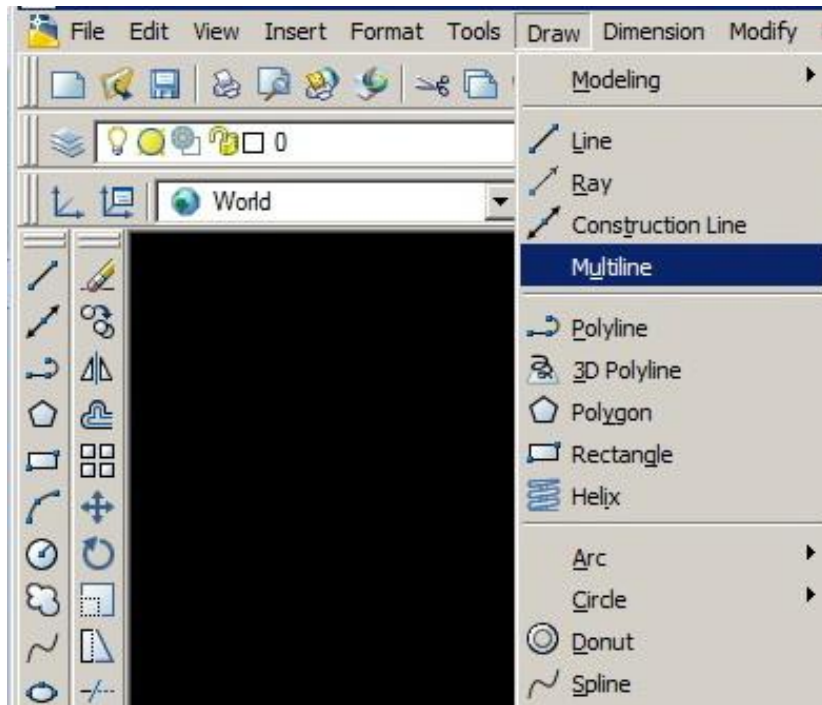 File Edit View Insert Format Tools Draw Dimension Modify
Modeling
0
Line
World
Ray
Construction Line
Multiline
Polyline
3D Polyline
Polygon
Rectangle
Helix
Arc
Circle
Donut
Spline